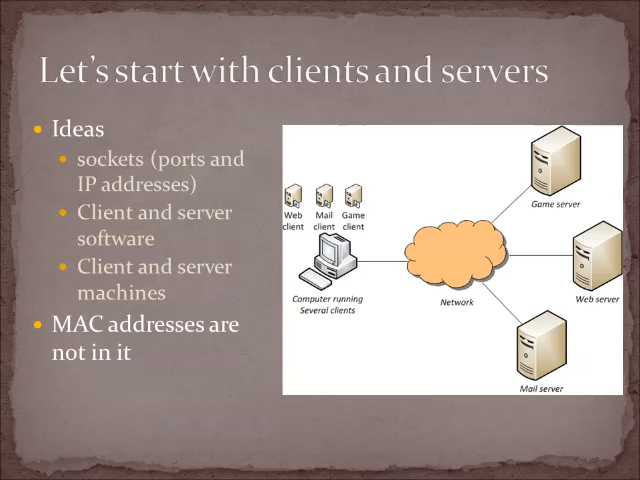 Let's start with clients and servers
Ideas
sockets (ports and
IP addresses)
Client and server
software
Client and server
machines
MAC addresses are
not in it
Web
client
Mail
client
Game
client
Computer running
Several clients
Network
Game server
Web server
Mail server